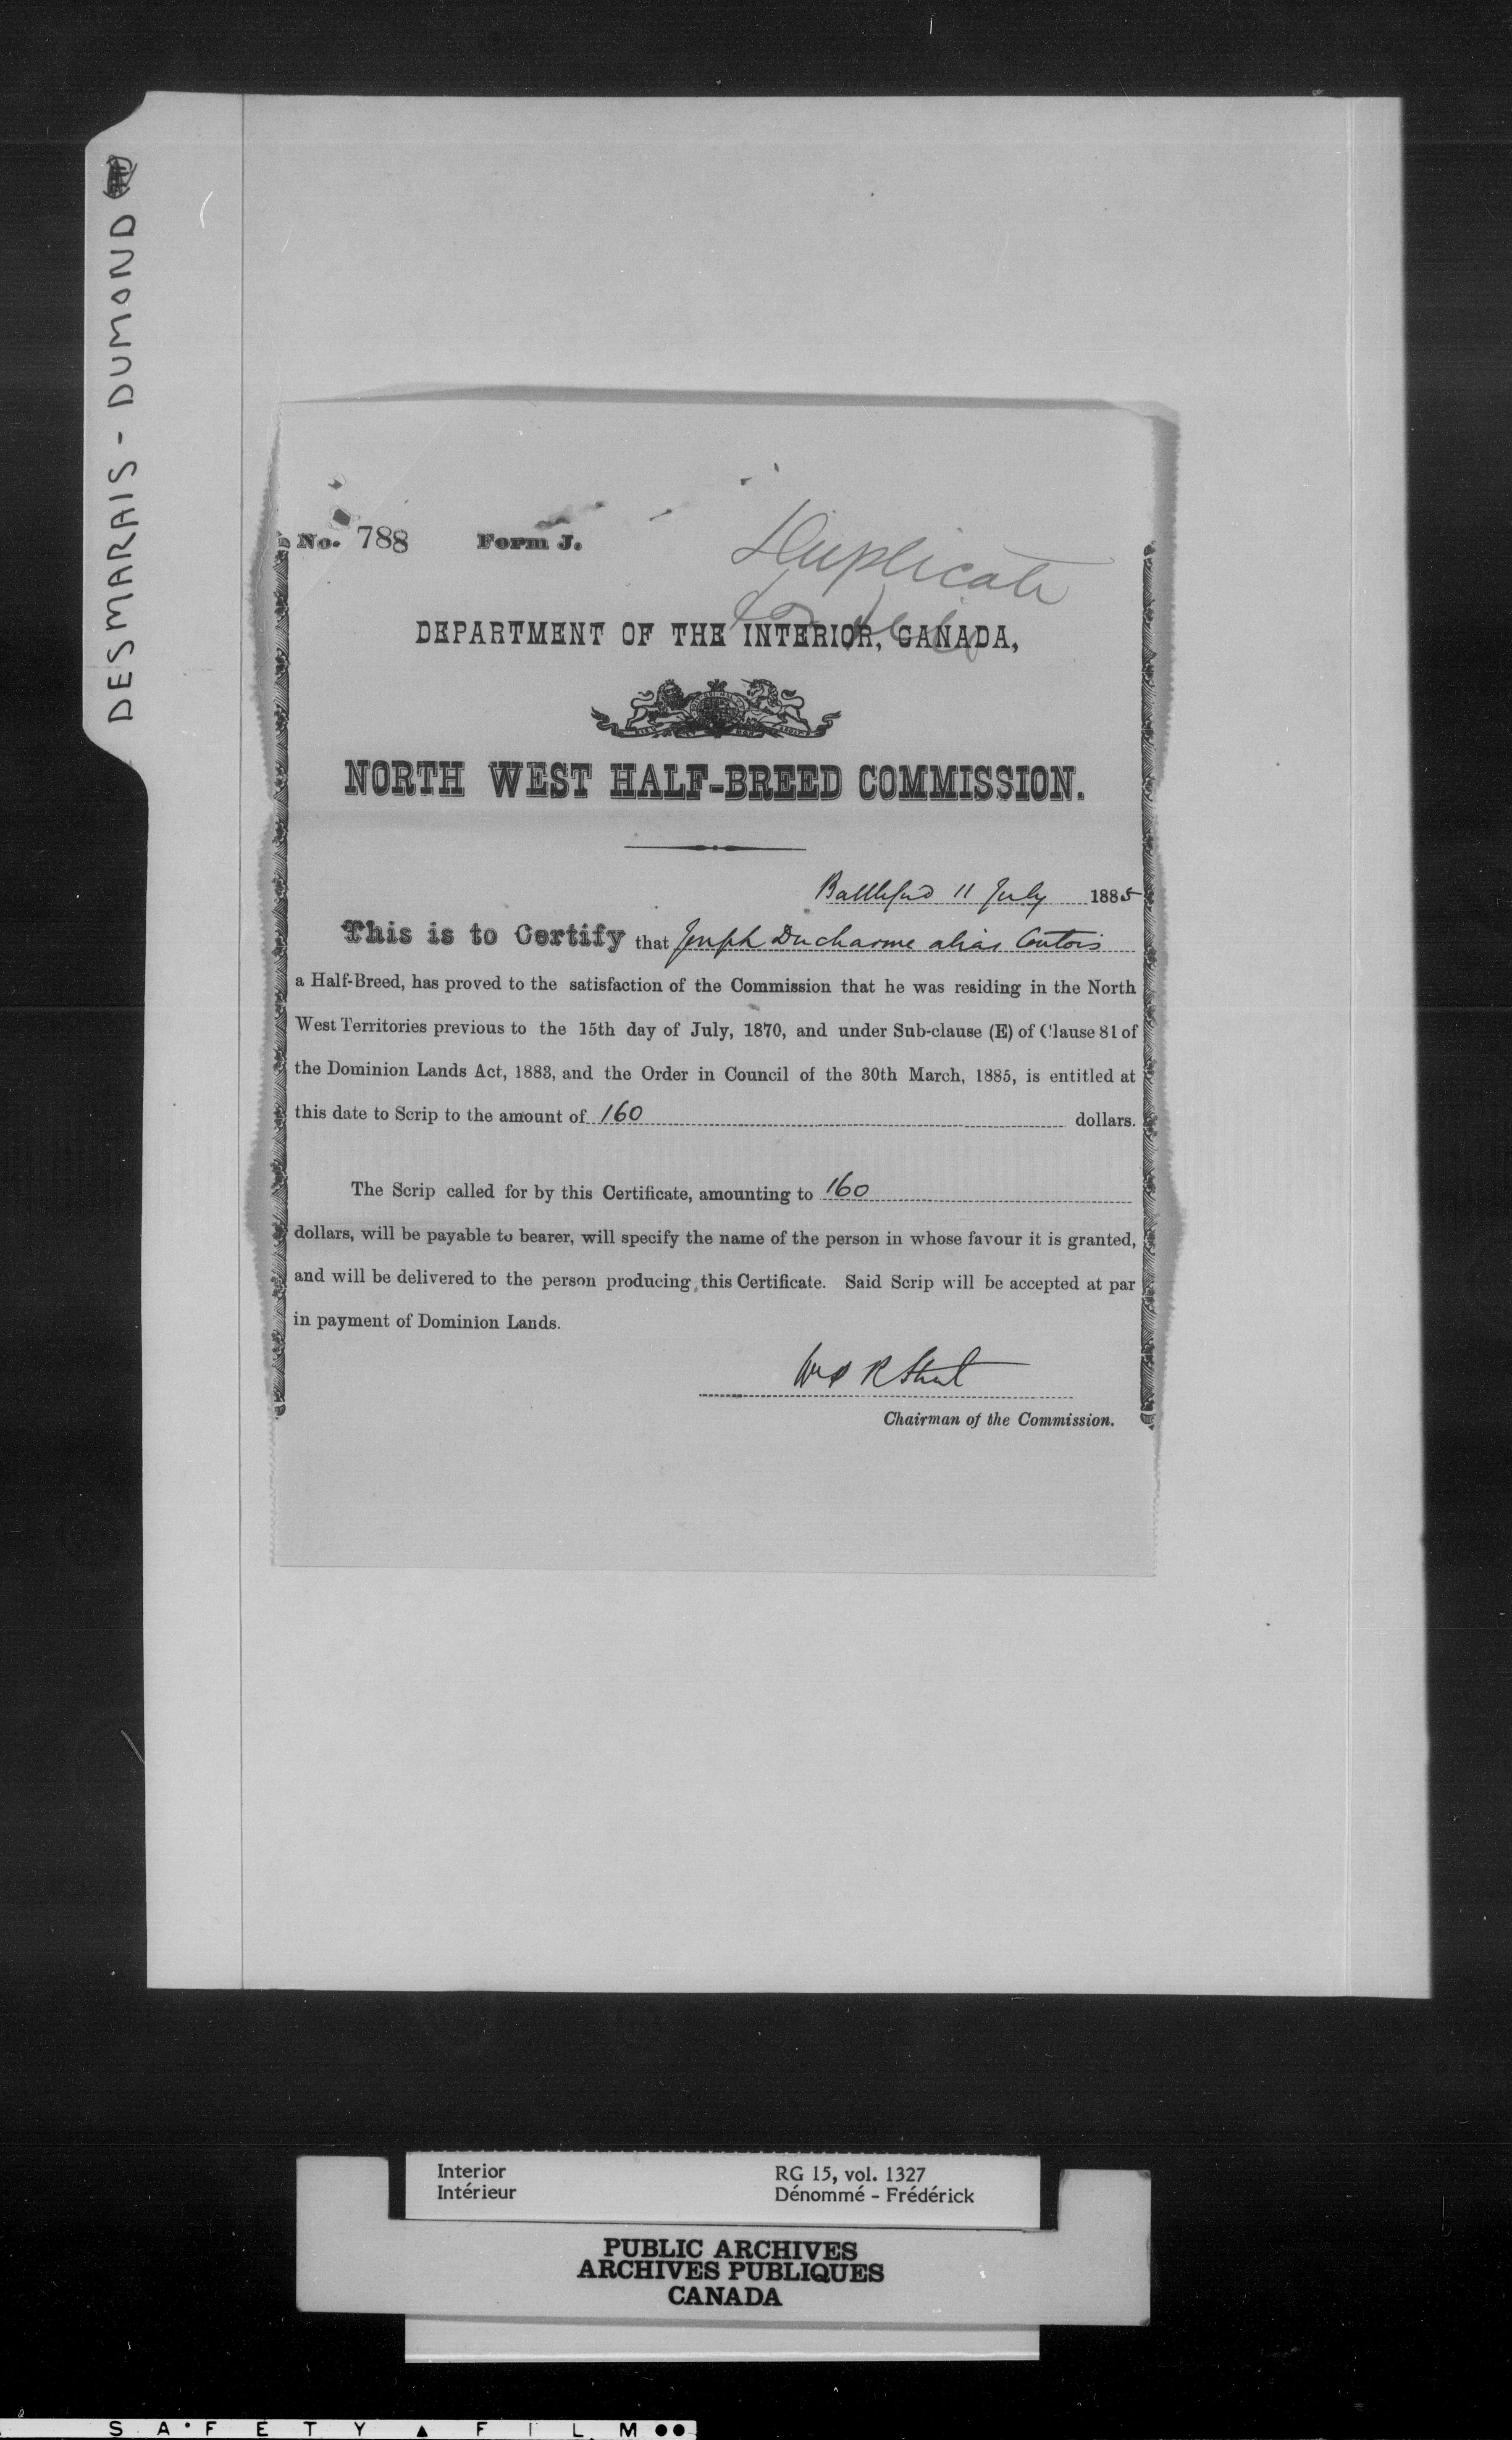 DESMARAIS - DUMOND
No. 788 Form J.
Duplicate
DEPARTMENT OF THE INTERIOR, CANADA,
NORTH WEST HALF-BREED COMMISSION.
Battleford 11 July 1885
This is to Certify that Joseph Ducharme alias Contois
a Half-Breed, has proved to the satisfaction of the Commission that he was residing in the North
West Territories previous to the 15th day of July, 1870, and under Sub-clause (E) of Clause 81 of
the Dominion Lands Act, 1883, and the Order in Council of the 30th March, 1885, is entitled at
this date to Scrip to the amount of 160 dollars.
The Scrip called for by this Certificate, amounting to 160
dollars, will be payable to bearer, will specify the name of the person in whose favour it is granted,
and will be delivered to the person producing this Certificate. Said Scrip will be accepted at par
in payment of Dominion Lands.
Wm P R Street
Chairman of the Commission.
Interior RG 15, vol. 1327
Intérieur Dénommé - Frédérick
PUBLIC ARCHIVES
ARCHIVES PUBLIQUES
CANADA
SAFETY FILM